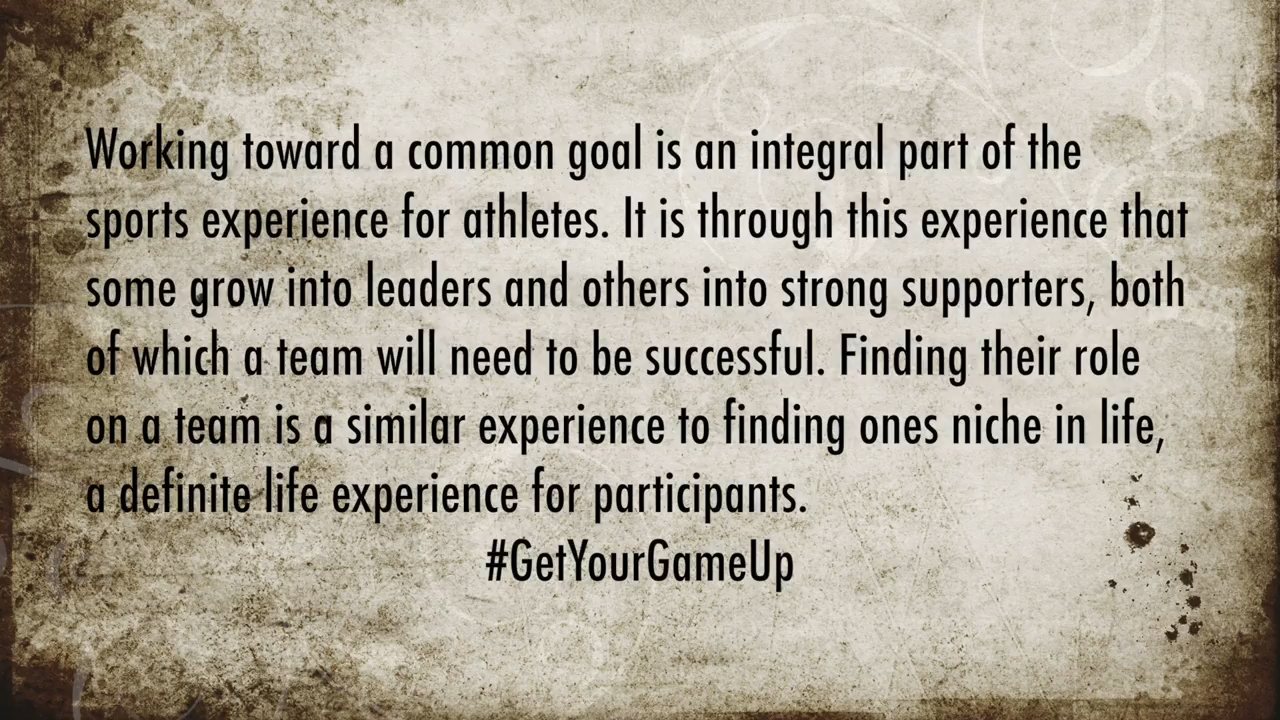 Working toward a common goal is an integral part of the
sports experience for athletes. It is through this experience that
some grow into leaders and others into strong supporters, both
of which a team will need to be successful. Finding their role
on a team is a similar experience to finding ones niche in life,
a definite life experience for participants.
#GetYourGameUp